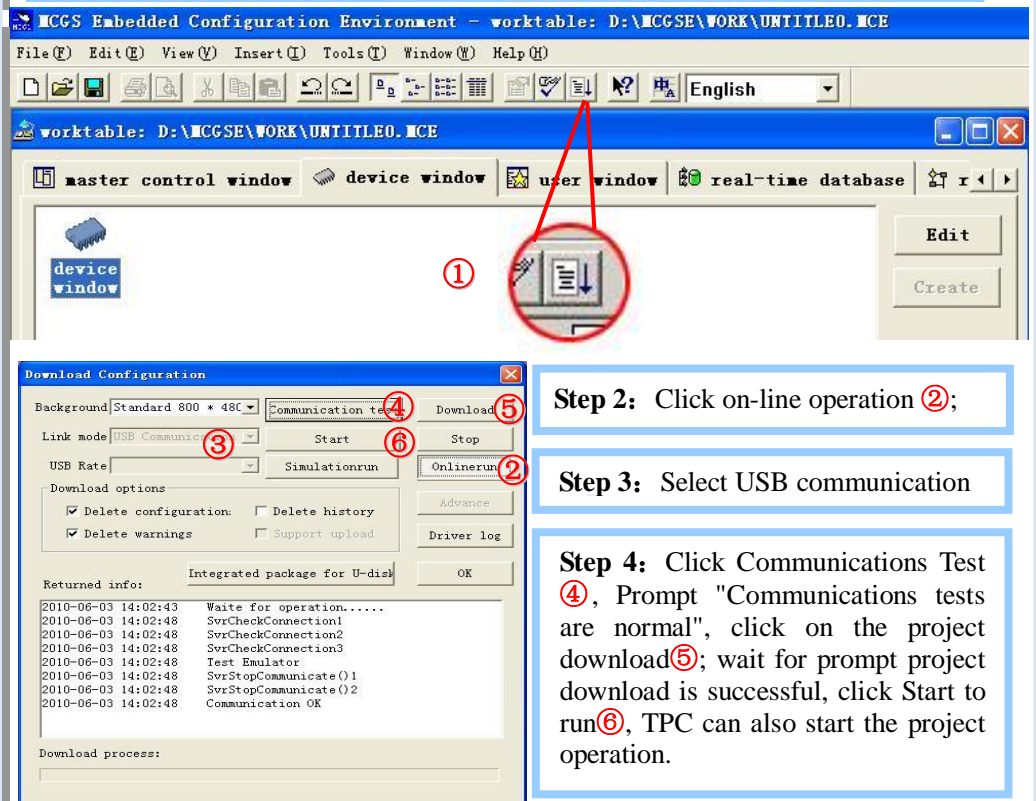 MCGS Embedded Configuration Environment - worktable: D:\MCGSE\WORK\UNTITLE0.MCE
File(F) Edit(E) View(V) Insert(I) Tools(T) Window(W) Help(H)
English
worktable: D:\MCGSE\WORK\UNTITLE0.MCE
master control window device window user window real-time database r
Edit
device
window
①
Create
Download Configuration
Background Standard 800 * 480 Communication tes ④ Download ⑤
Link mode USB Communic ③ Start ⑥ Stop
USB Rate Simulationrun Onlinerun ②
Download options
Delete configuration: Delete history Advance
Delete warnings Support upload Driver log
Integrated package for U-disk OK
Returned info:
2010-06-03 14:02:43 Waite for operation......
2010-06-03 14:02:48 SvrCheckConnection1
2010-06-03 14:02:48 SvrCheckConnection2
2010-06-03 14:02:48 SvrCheckConnection3
2010-06-03 14:02:48 Test Emulator
2010-06-03 14:02:48 SvrStopCommunicate()1
2010-06-03 14:02:48 SvrStopCommunicate()2
2010-06-03 14:02:48 Communication OK
Download process:
Step 2： Click on-line operation ②;
Step 3： Select USB communication
Step 4： Click Communications Test
④, Prompt "Communications tests
are normal", click on the project
download⑤; wait for prompt project
download is successful, click Start to
run⑥, TPC can also start the project
operation.